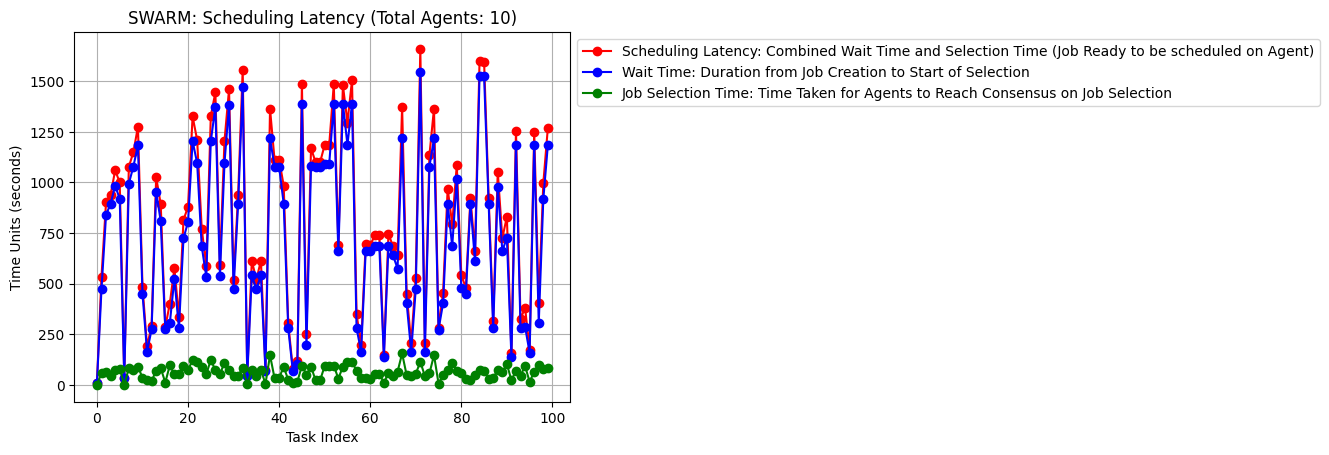 SWARM: Scheduling Latency (Total Agents: 10)
Scheduling Latency: Combined Wait Time and Selection Time (Job Ready to be scheduled on Agent)
Wait Time: Duration from Job Creation to Start of Selection
Job Selection Time: Time Taken for Agents to Reach Consensus on Job Selection
Time Units (seconds)
1500
1250
1000
750
500
250
0
0 20 40 60 80 100
Task Index